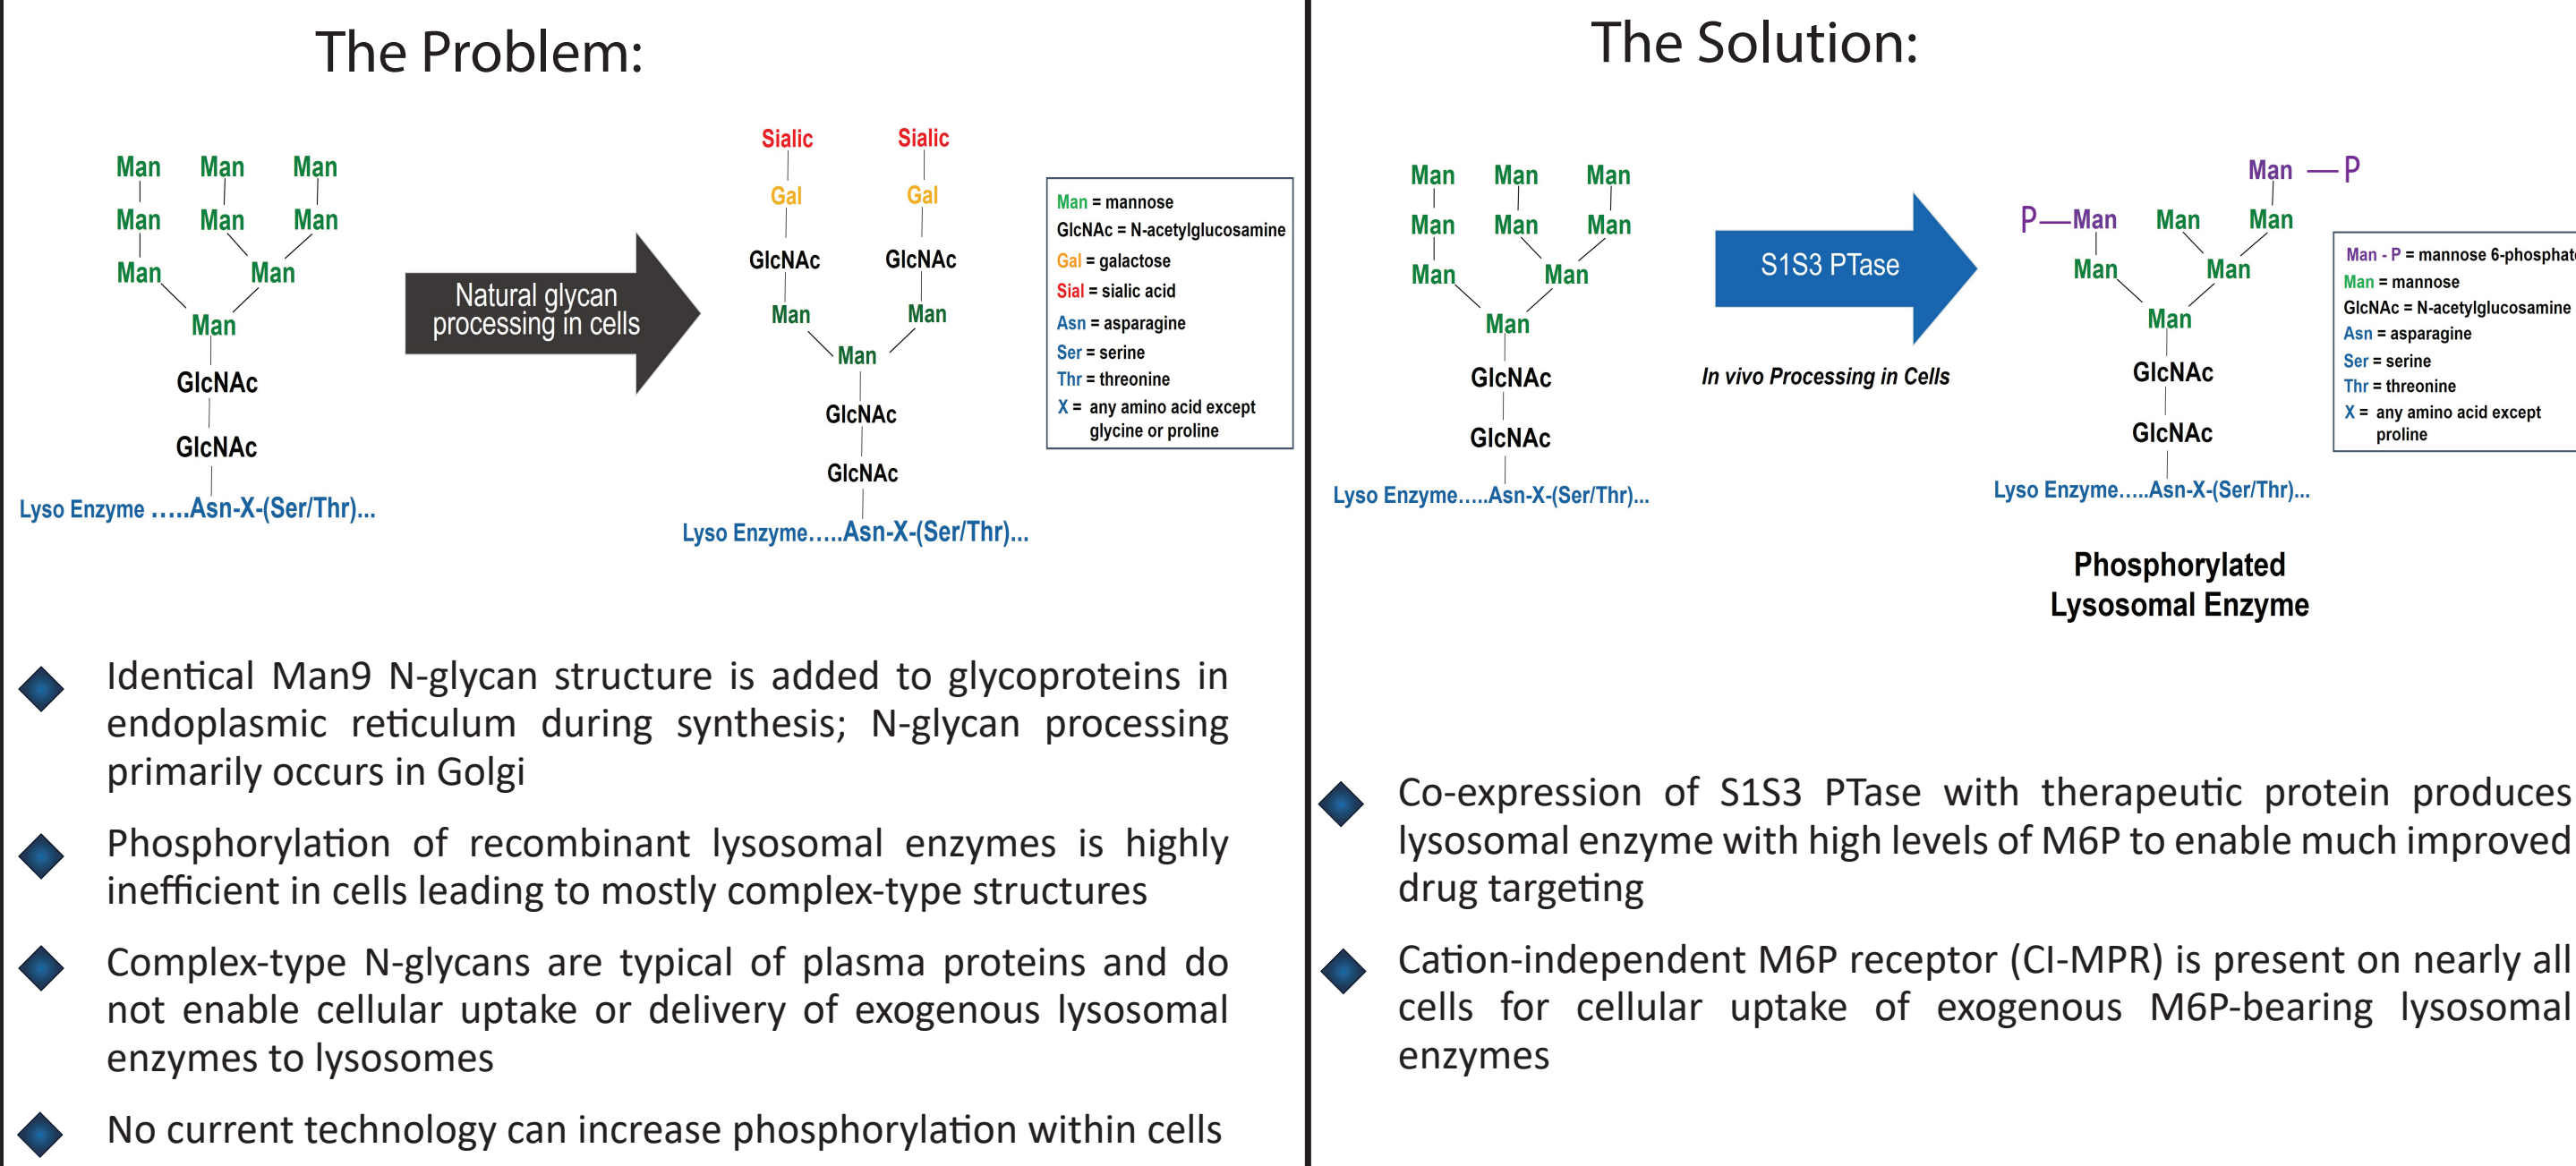 The Problem:
Sialic Sialic
Man Man Man
Gal Gal
Man Man Man
GlcNAc GlcNAc
Man Man
Man Man
Man
Man
GlcNAc
GlcNAc
GlcNAc
GlcNAc
Lyso Enzyme .....Asn-X-(Ser/Thr)...
Lyso Enzyme.....Asn-X-(Ser/Thr)...
Natural glycan
processing in cells
Man = mannose
GlcNAc = N-acetylglucosamine
Gal = galactose
Sial = sialic acid
Asn = asparagine
Ser = serine
Thr = threonine
X = any amino acid except
glycine or proline
Identical Man9 N-glycan structure is added to glycoproteins in
endoplasmic reticulum during synthesis; N-glycan processing
primarily occurs in Golgi
Phosphorylation of recombinant lysosomal enzymes is highly
inefficient in cells leading to mostly complex-type structures
Complex-type N-glycans are typical of plasma proteins and do
not enable cellular uptake or delivery of exogenous lysosomal
enzymes to lysosomes
No current technology can increase phosphorylation within cells
The Solution:
Man Man Man
Man Man Man
Man Man
Man
GlcNAc
GlcNAc
Lyso Enzyme.....Asn-X-(Ser/Thr)...
S1S3 PTase
In vivo Processing in Cells
Man — P
P—Man Man Man
Man Man
Man
GlcNAc
GlcNAc
Lyso Enzyme.....Asn-X-(Ser/Thr)...
Phosphorylated
Lysosomal Enzyme
Man - P = mannose 6-phosphate
Man = mannose
GlcNAc = N-acetylglucosamine
Asn = asparagine
Ser = serine
Thr = threonine
X = any amino acid except
proline
Co-expression of S1S3 PTase with therapeutic protein produces
lysosomal enzyme with high levels of M6P to enable much improved
drug targeting
Cation-independent M6P receptor (CI-MPR) is present on nearly all
cells for cellular uptake of exogenous M6P-bearing lysosomal
enzymes